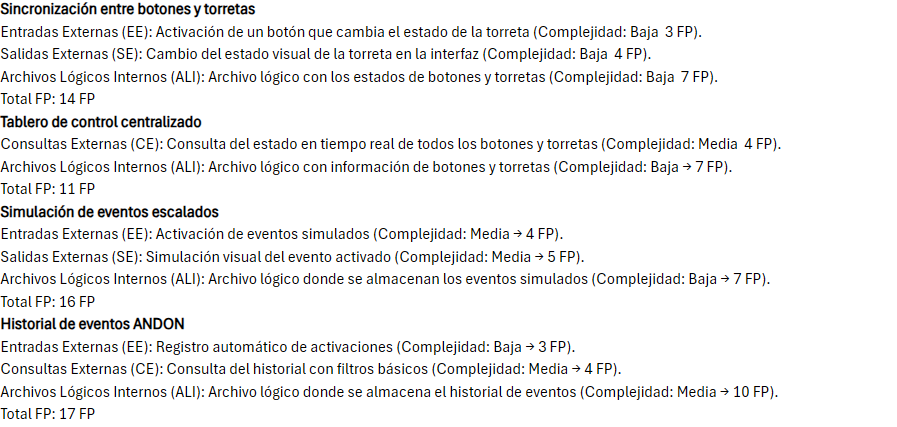 Sincronización entre botones y torretas
Entradas Externas (EE): Activación de un botón que cambia el estado de la torreta (Complejidad: Baja  3 FP).
Salidas Externas (SE): Cambio del estado visual de la torreta en la interfaz (Complejidad: Baja  4 FP).
Archivos Lógicos Internos (ALI): Archivo lógico con los estados de botones y torretas (Complejidad: Baja  7 FP).
Total FP: 14 FP
Tablero de control centralizado
Consultas Externas (CE): Consulta del estado en tiempo real de todos los botones y torretas (Complejidad: Media  4 FP).
Archivos Lógicos Internos (ALI): Archivo lógico con información de botones y torretas (Complejidad: Baja → 7 FP).
Total FP: 11 FP
Simulación de eventos escalados
Entradas Externas (EE): Activación de eventos simulados (Complejidad: Media → 4 FP).
Salidas Externas (SE): Simulación visual del evento activado (Complejidad: Media → 5 FP).
Archivos Lógicos Internos (ALI): Archivo lógico donde se almacenan los eventos simulados (Complejidad: Baja → 7 FP).
Total FP: 16 FP
Historial de eventos ANDON
Entradas Externas (EE): Registro automático de activaciones (Complejidad: Baja → 3 FP).
Consultas Externas (CE): Consulta del historial con filtros básicos (Complejidad: Media → 4 FP).
Archivos Lógicos Internos (ALI): Archivo lógico donde se almacena el historial de eventos (Complejidad: Media → 10 FP).
Total FP: 17 FP